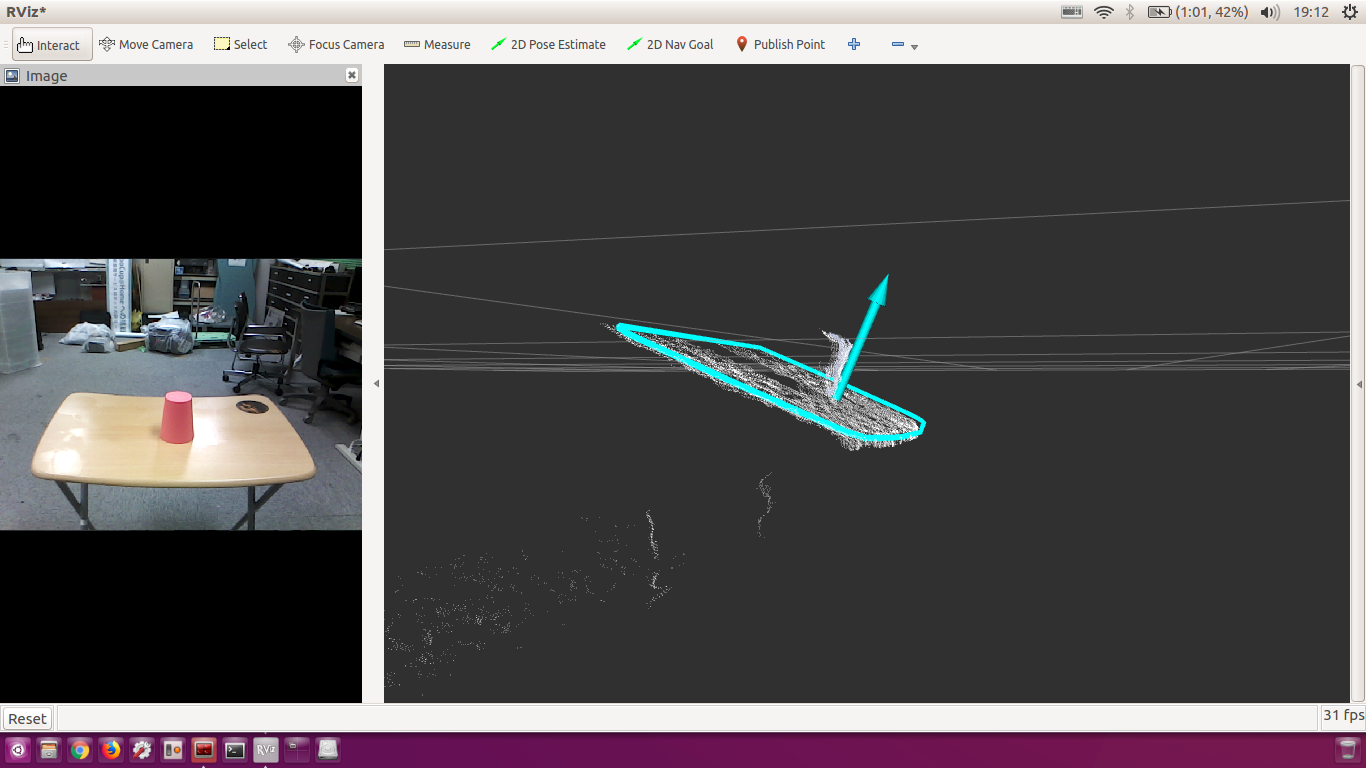 RViz*
(1:01, 42%)
19:12
Interact
Move Camera
Select
Focus Camera
Measure
2D Pose Estimate
2D Nav Goal
Publish Point
Image
Reset
31 fps
RViz